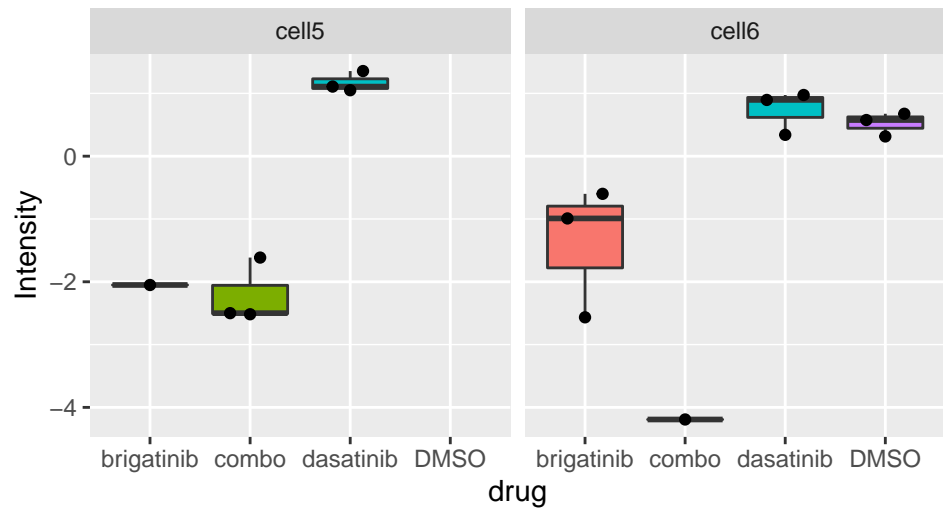 cell5 cell6
Intensity
0
−2
−4
brigatinib combo dasatinib DMSO brigatinib combo dasatinib DMSO
drug